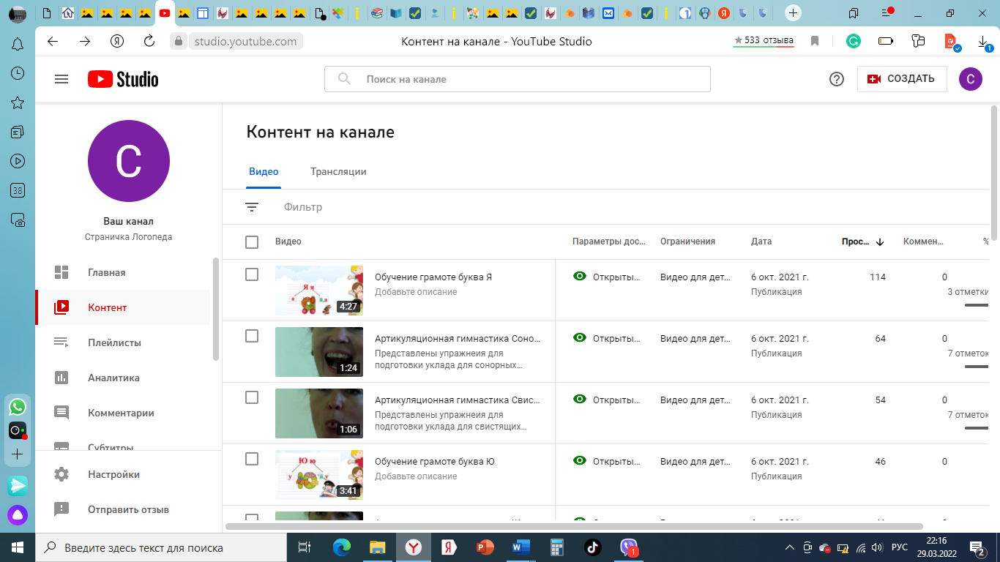 studio.youtube.com
Контент на канале - YouTube Studio
★533 отзыва
1
Studio
Поиск на канале
СОЗДАТЬ
C
38
C
Ваш канал
Страничка Логопеда
Главная
Контент
Плейлисты
Аналитика
Комментарии
Субтитры
Настройки
Отправить отзыв
Контент на канале
Видео
Трансляции
Фильтр
Видео
Параметры дос...
Ограничения
Дата
Прос...
Коммен...
%
Я я
4:27
Обучение грамоте буква Я
Добавьте описание
Открыты...
Видео для дет...
6 окт. 2021 г.
Публикация
114
0
3 отметки
1:24
Артикуляционная гимнастика Соно...
Представлены упражнеия для
подготовки уклада для сонорных...
Открыты...
Видео для дет...
6 окт. 2021 г.
Публикация
64
0
7 отметок
1:06
Артикуляционная гимнастика Свис...
Представлены упражнеия для
подготовки уклада для свистящих...
Открыты...
Видео для дет...
6 окт. 2021 г.
Публикация
54
0
7 отметок
Ю ю
3:41
Обучение грамоте буква Ю
Добавьте описание
Открыты...
Видео для дет...
6 окт. 2021 г.
Публикация
46
0
Введите здесь текст для поиска
1
РУС
22:16
29.03.2022
2